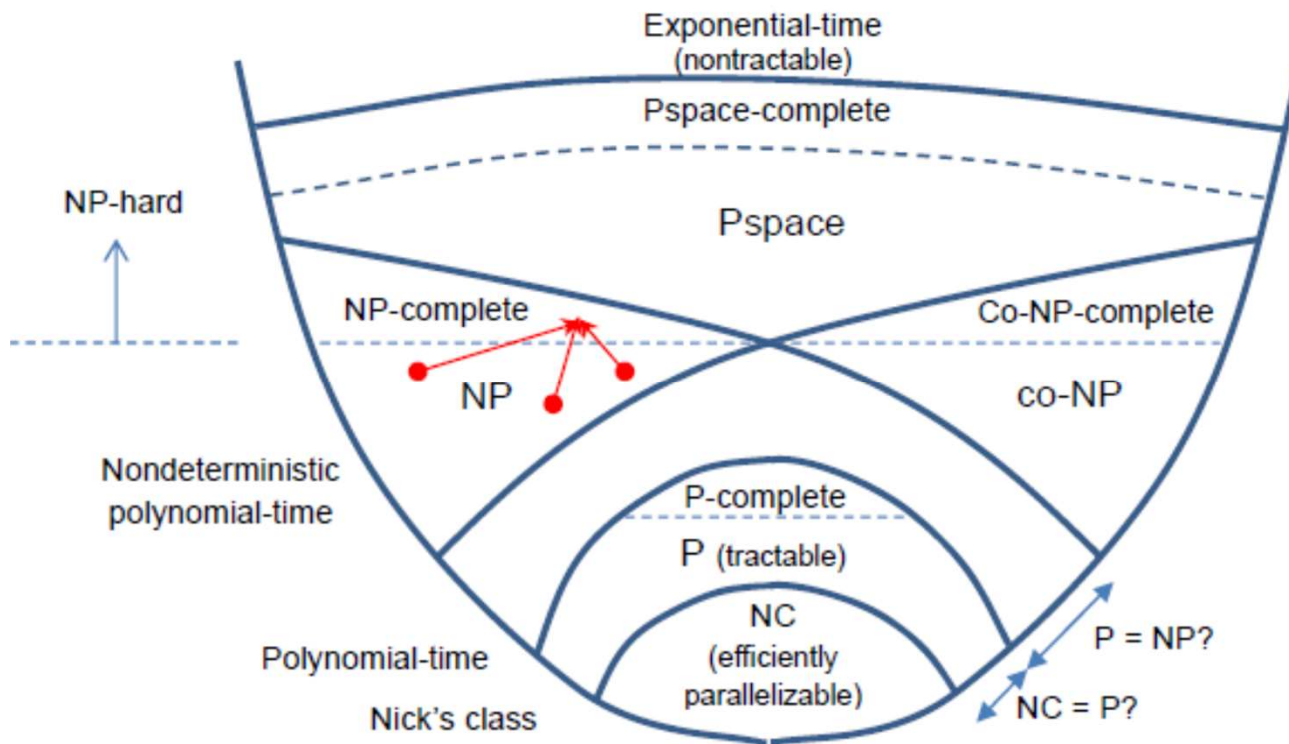 Exponential-time
(nontractable)
Pspace-complete
NP-hard
Pspace
NP-complete
Co-NP-complete
NP
co-NP
Nondeterministic
polynomial-time
P-complete
P (tractable)
NC
(efficiently
parallelizable)
Polynomial-time
Nick's class
P = NP?
NC = P?